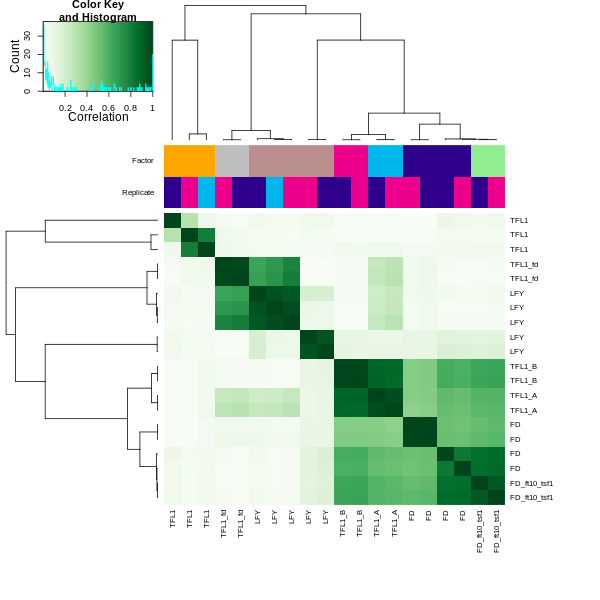 Color Key
and Histogram
Count
0 10 20 30
0.2 0.4 0.6 0.8 1
Correlation
Factor
Replicate
TFL1
TFL1
TFL1
TFL1_fd
TFL1_fd
LFY
LFY
LFY
LFY
LFY
TFL1_B
TFL1_B
TFL1_A
TFL1_A
FD
FD
FD
FD
FD_ft10_tsf1
FD_ft10_tsf1
TFL1
TFL1
TFL1
TFL1_fd
TFL1_fd
LFY
LFY
LFY
LFY
LFY
TFL1_B
TFL1_B
TFL1_A
TFL1_A
FD
FD
FD
FD
FD_ft10_tsf1
FD_ft10_tsf1